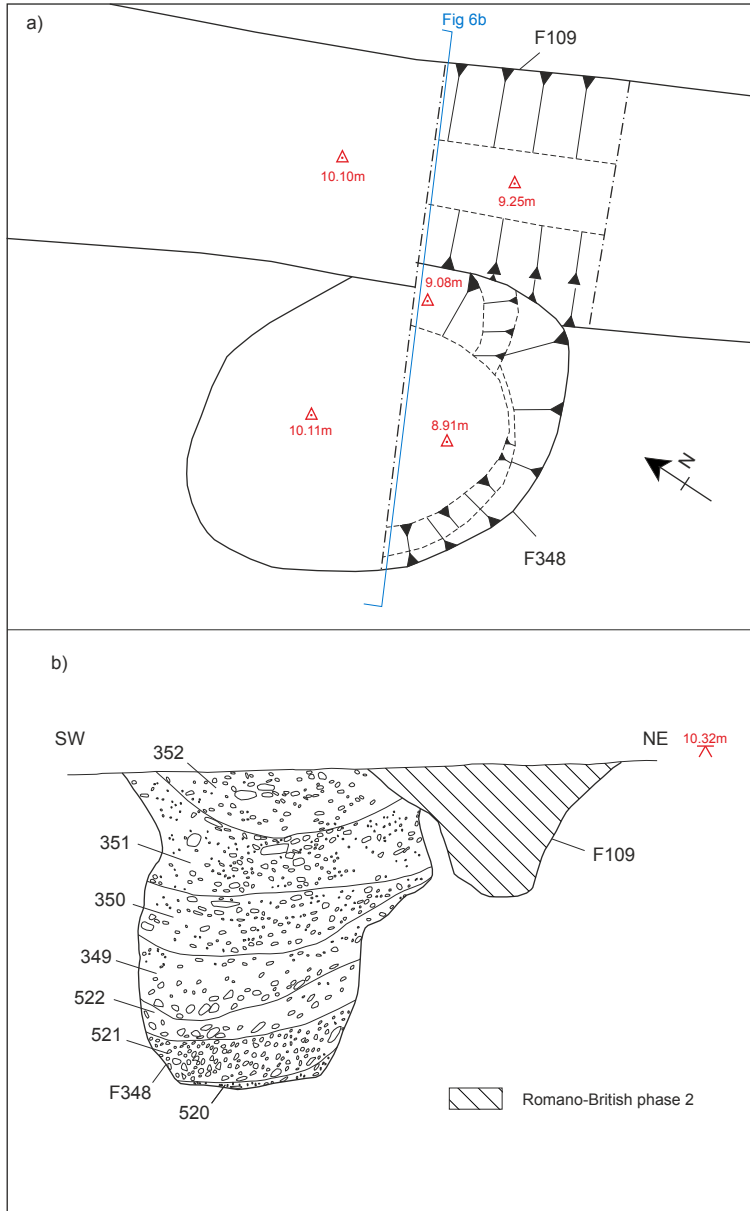 a)
Fig 6b
F109
10.10m
9.25m
9.08m
10.11m
8.91m
N
F348
b)
SW
NE
10.32m
352
351
F109
350
349
522
521
F348
520
Romano-British phase 2